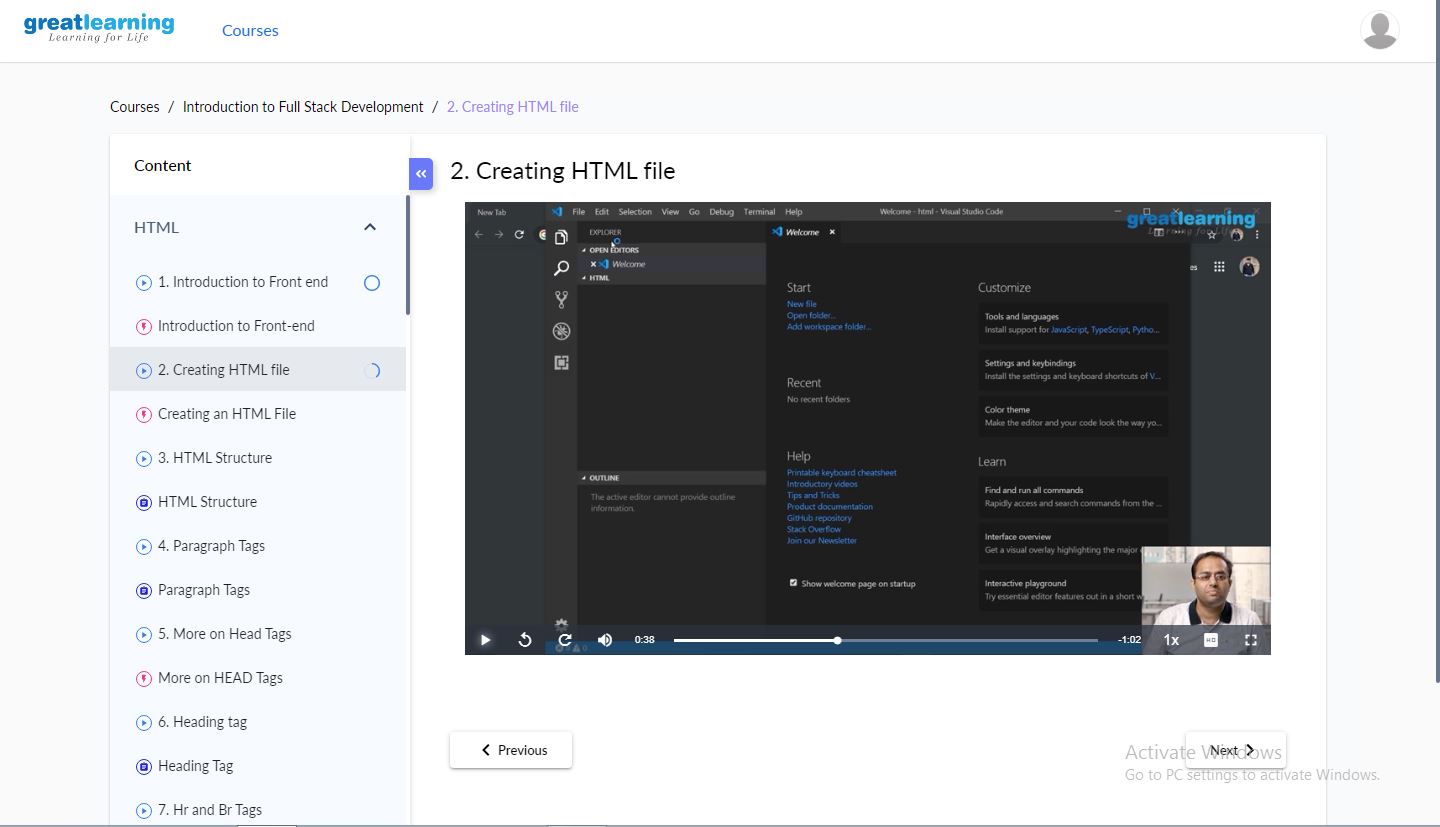 greatlearning
Learning for Life
Courses
Courses / Introduction to Full Stack Development / 2. Creating HTML file
Content
HTML
1. Introduction to Front end
Introduction to Front-end
2. Creating HTML file
Creating an HTML File
3. HTML Structure
HTML Structure
4. Paragraph Tags
Paragraph Tags
5. More on Head Tags
More on HEAD Tags
6. Heading tag
Heading Tag
7. Hr and Br Tags
«
2. Creating HTML file
New Tab
File Edit Selection View Go Debug Terminal Help
Welcome - html - Visual Studio Code
greatlearning
Learning for Life
EXPLORER
OPEN EDITORS
Welcome
HTML
OUTLINE
The active editor cannot provide outline
information.
Welcome
Start
New file
Open folder...
Add workspace folder...
Recent
No recent folders
Help
Printable keyboard cheatsheet
Introductory videos
Tips and Tricks
Product documentation
GitHub repository
Stack Overflow
Join our Newsletter
Show welcome page on startup
Customize
Tools and languages
Install support for JavaScript, TypeScript, Pytho...
Settings and keybindings
Install the settings and keyboard shortcuts of V...
Color theme
Make the editor and your code look the way yo...
Learn
Find and run all commands
Rapidly access and search commands from the ...
Interface overview
Get a visual overlay highlighting the major
Interactive playground
Try essential editor features out in a short w
es
0:38
-1:02
1x
HD
Previous
Next
Activate Windows
Go to PC settings to activate Windows.